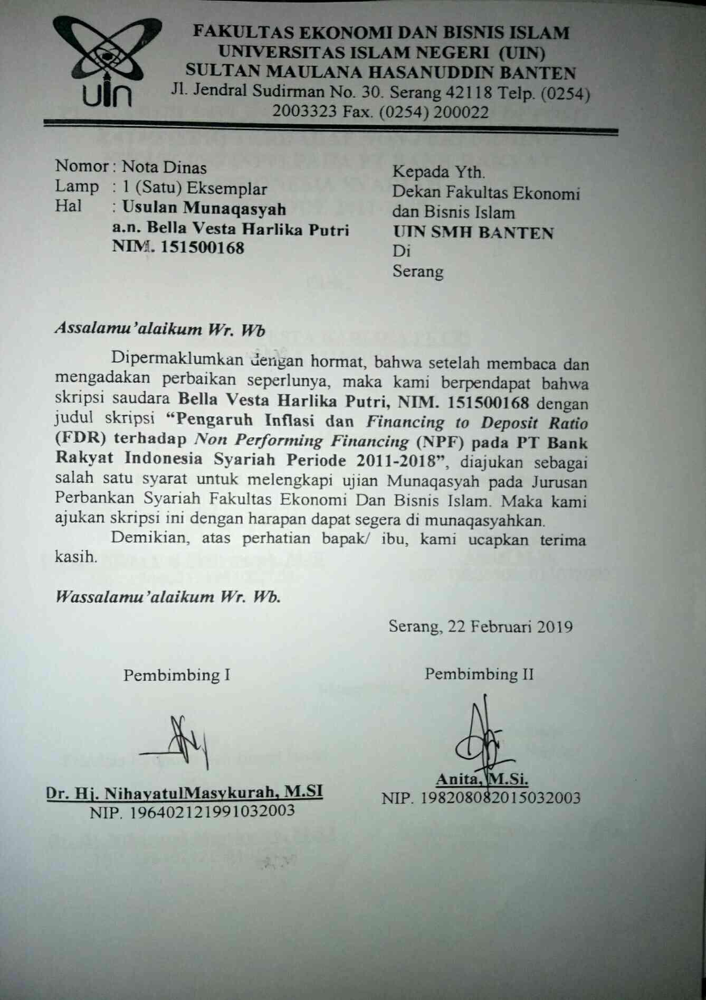 uin
FAKULTAS EKONOMI DAN BISNIS ISLAM
UNIVERSITAS ISLAM NEGERI (UIN)
SULTAN MAULANA HASANUDDIN BANTEN
Jl. Jendral Sudirman No. 30. Serang 42118 Telp. (0254)
2003323 Fax. (0254) 200022
Nomor : Nota Dinas
Lamp : 1 (Satu) Eksemplar
Hal : Usulan Munaqasyah
a.n. Bella Vesta Harlika Putri
NIM. 151500168
Kepada Yth.
Dekan Fakultas Ekonomi
dan Bisnis Islam
UIN SMH BANTEN
Di
Serang
Assalamu’alaikum Wr. Wb
Dipermaklumkan dengan hormat, bahwa setelah membaca dan
mengadakan perbaikan seperlunya, maka kami berpendapat bahwa
skripsi saudara Bella Vesta Harlika Putri, NIM. 151500168 dengan
judul skripsi “Pengaruh Inflasi dan Financing to Deposit Ratio
(FDR) terhadap Non Performing Financing (NPF) pada PT Bank
Rakyat Indonesia Syariah Periode 2011-2018”, diajukan sebagai
salah satu syarat untuk melengkapi ujian Munaqasyah pada Jurusan
Perbankan Syariah Fakultas Ekonomi Dan Bisnis Islam. Maka kami
ajukan skripsi ini dengan harapan dapat segera di munaqasyahkan.
Demikian, atas perhatian bapak/ ibu, kami ucapkan terima
kasih.
Wassalamu’alaikum Wr. Wb.
Serang, 22 Februari 2019
Pembimbing I
Dr. Hj. NihayatulMasykurah, M.SI
NIP. 196402121991032003
Pembimbing II
Anita, M.Si.
NIP. 198208082015032003